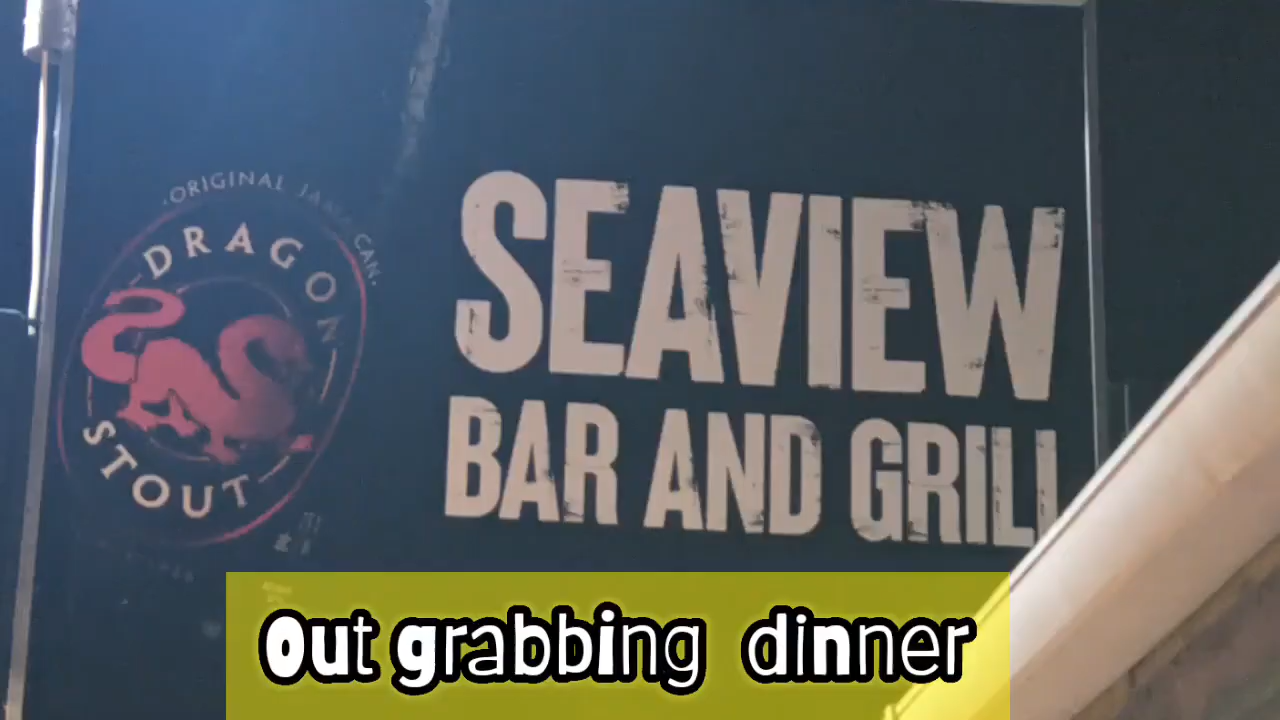 ORIGINAL JAMAICAN
DRAGON
STOUT
SEAVIEW
BAR AND GRILL
Out grabbing dinner